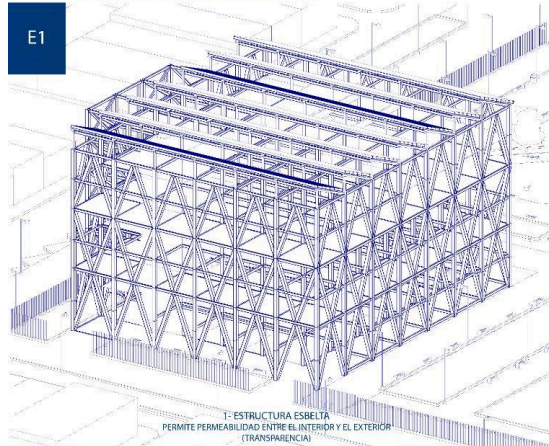 E1
1- ESTRUCTURA ESBELTA
PERMITE PERMEABILIDAD ENTRE EL INTERIOR Y EL EXTERIOR
(TRANSPARENCIA)